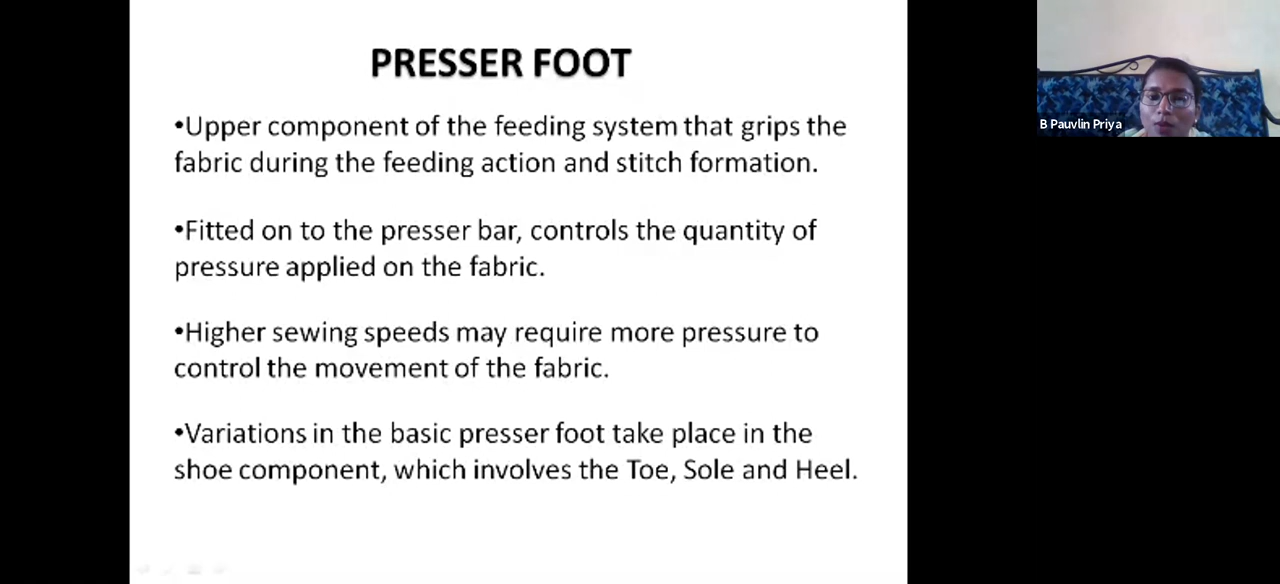 PRESSER FOOT
•Upper component of the feeding system that grips the
fabric during the feeding action and stitch formation.
•Fitted on to the presser bar, controls the quantity of
pressure applied on the fabric.
•Higher sewing speeds may require more pressure to
control the movement of the fabric.
•Variations in the basic presser foot take place in the
shoe component, which involves the Toe, Sole and Heel.
B Pauvlin Priya